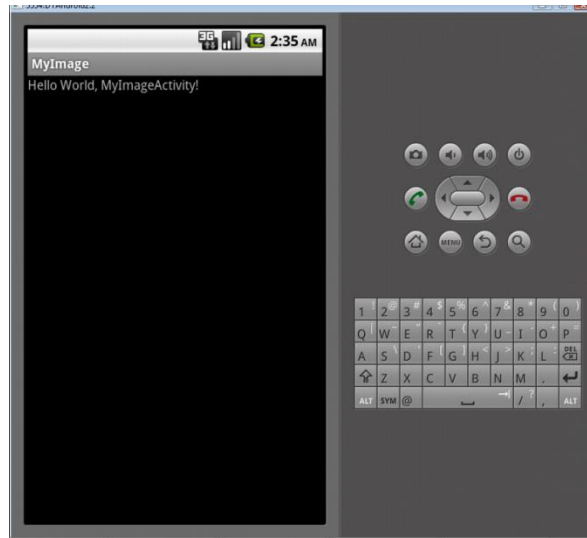 3G 2:35 AM
MyImage
Hello World, MyImageActivity!
MENU
1 ! 2 @ 3 # 4 $ 5 % 6 ^ 7 & 8 * 9 ( 0 )
Q W E R T Y U I O P
A S D F G H J K L DEL
Z X C V B N M .
ALT SYM @ / ? , ALT